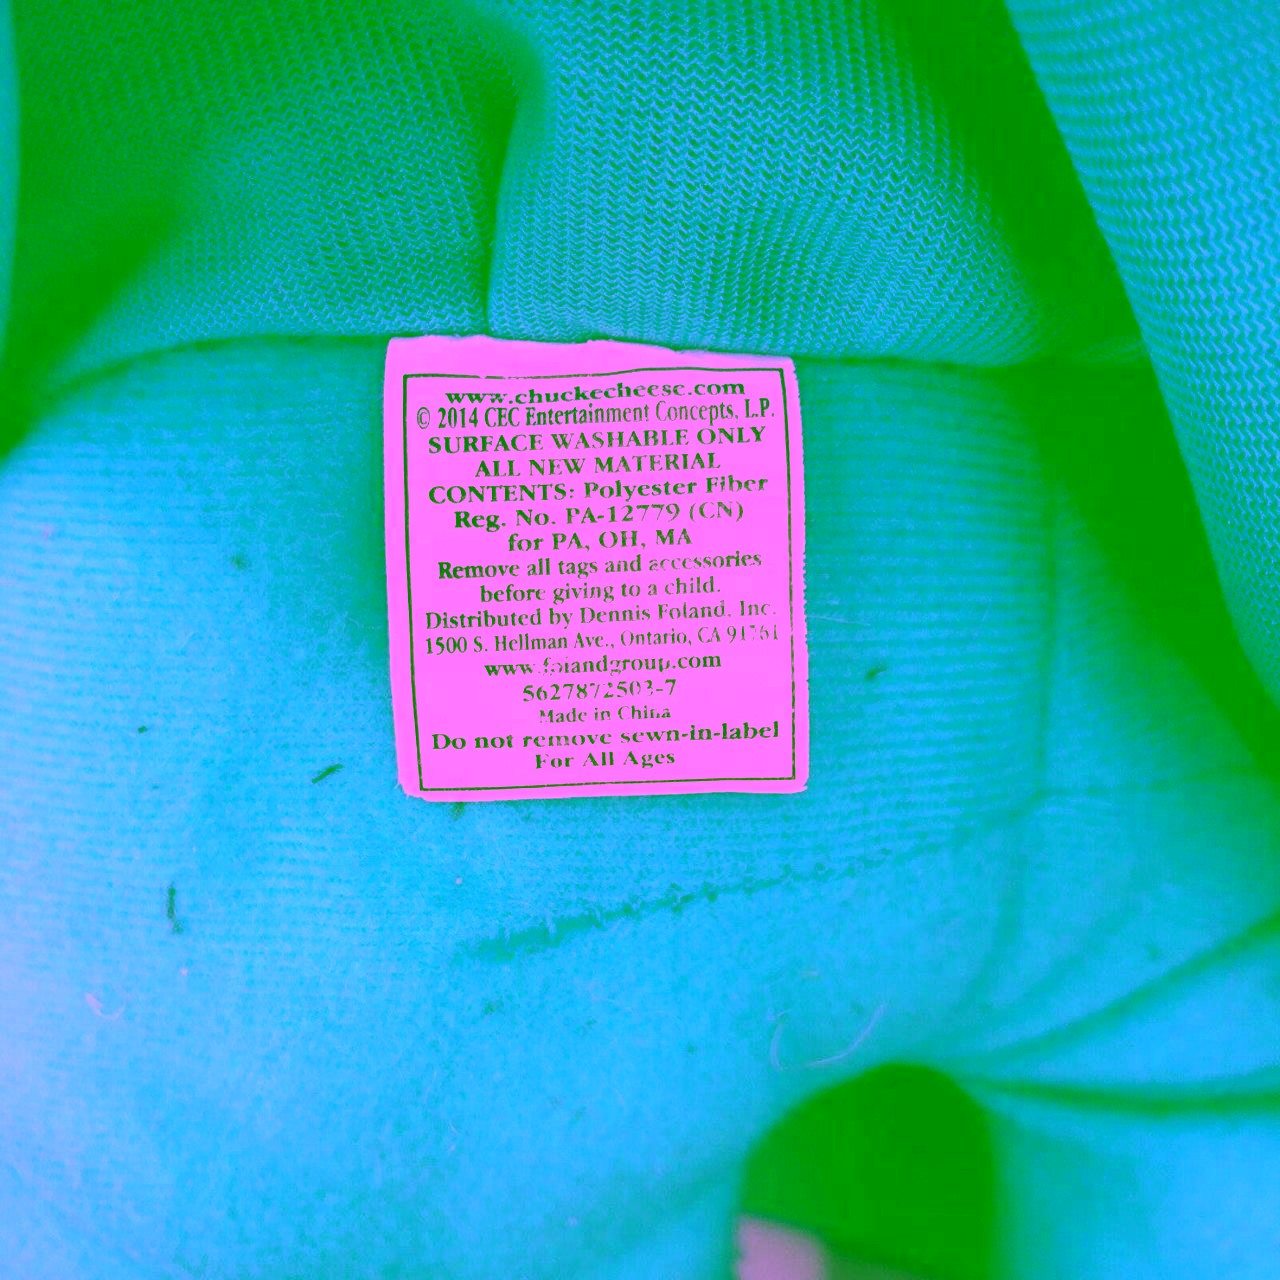 www.chuckecheese.com
© 2014 CEC Entertainment Concepts, L.P.
SURFACE WASHABLE ONLY
ALL NEW MATERIAL
CONTENTS: Polyester Fiber
Reg. No. PA-12779 (CN)
for PA, OH, MA
Remove all tags and accessories
before giving to a child.
Distributed by Dennis Foland, Inc.
1500 S. Hellman Ave., Ontario, CA 91761
www.folandgroup.com
5627872503-7
Made in China
Do not remove sewn-in-label
For All Ages